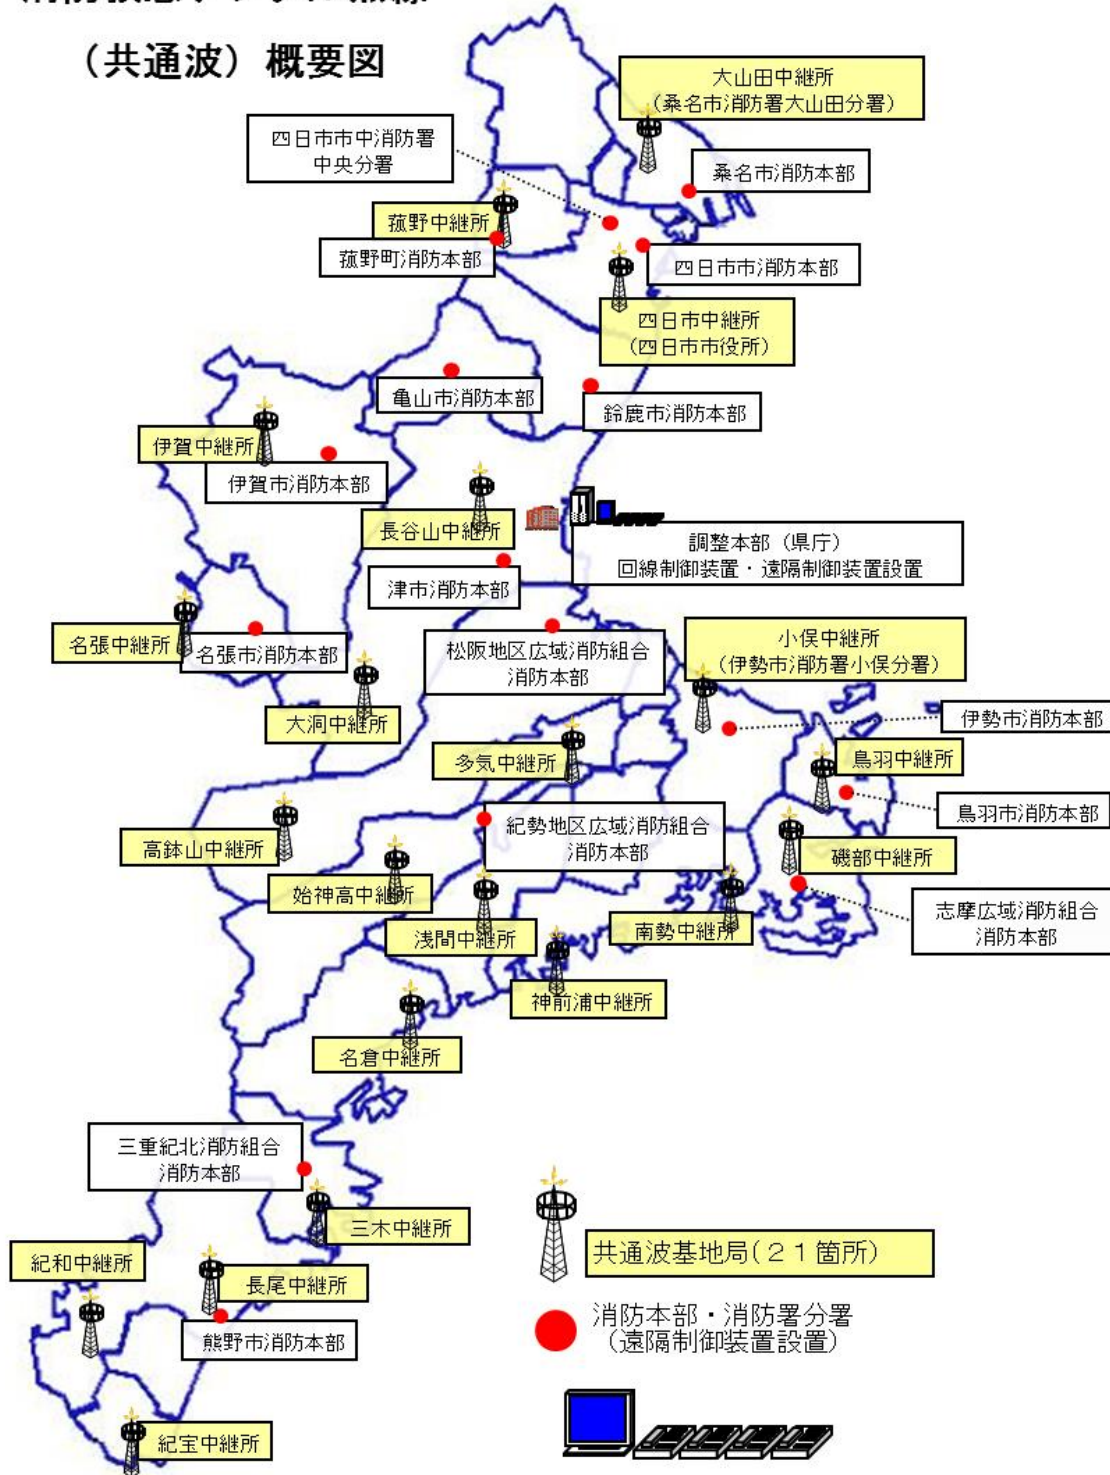 （共通波）概要図
大山田中継所
（桑名市消防署大山田分署）
四日市市中消防署
中央分署
桑名市消防本部
菰野中継所
菰野町消防本部
四日市市消防本部
四日市中継所
（四日市市役所）
亀山市消防本部
鈴鹿市消防本部
伊賀中継所
伊賀市消防本部
長谷山中継所
調整本部（県庁）
回線制御装置・遠隔制御装置設置
津市消防本部
名張中継所
名張市消防本部
松阪地区広域消防組合
消防本部
小俣中継所
（伊勢市消防署小俣分署）
大洞中継所
伊勢市消防本部
多気中継所
鳥羽中継所
鳥羽市消防本部
紀勢地区広域消防組合
消防本部
高鉢山中継所
磯部中継所
始神高中継所
浅間中継所
南勢中継所
志摩広域消防組合
消防本部
神前浦中継所
名倉中継所
三重紀北消防組合
消防本部
三木中継所
紀和中継所
長尾中継所
熊野市消防本部
紀宝中継所
共通波基地局（２１箇所）
消防本部・消防署分署
（遠隔制御装置設置）